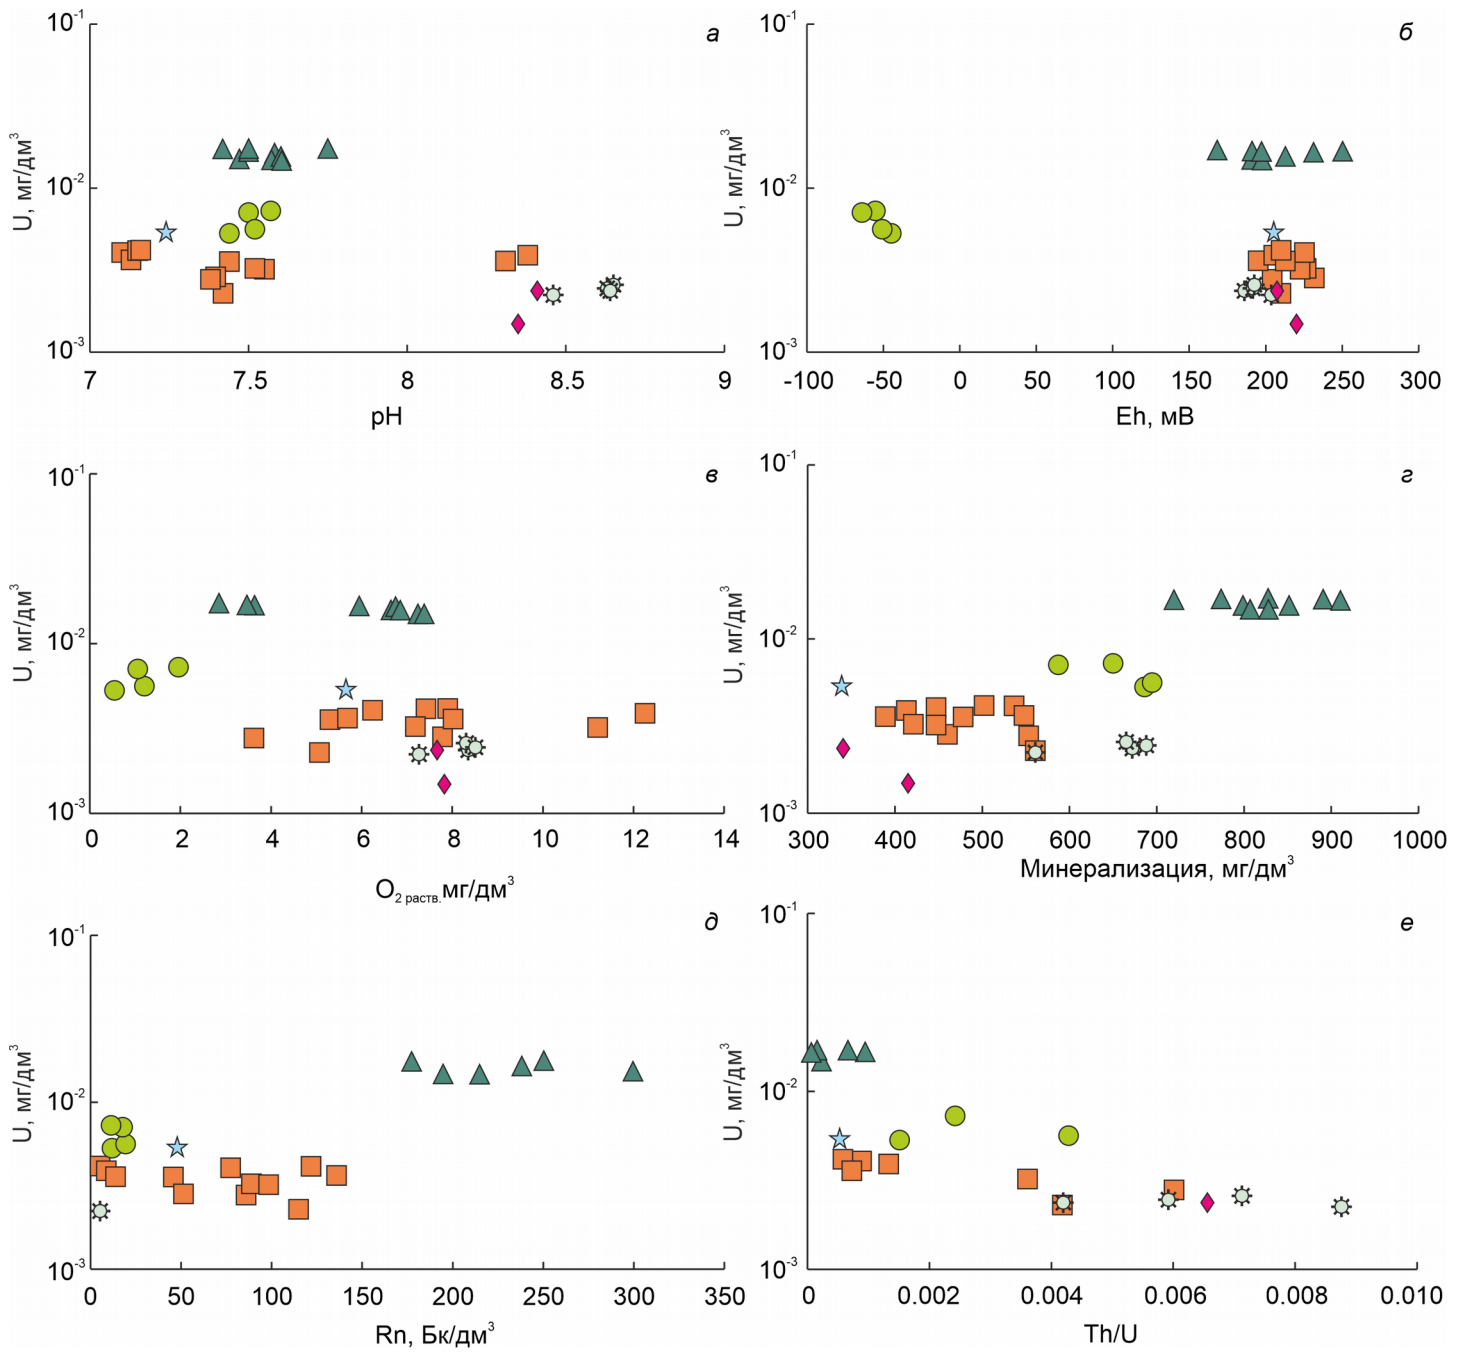 10-1
а
U, мг/дм3
10-2
10-3
7 7.5 8 8.5 9
pH
10-1
б
U, мг/дм3
10-2
10-3
-100 -50 0 50 100 150 200 250 300
Eh, мВ
10-1
в
U, мг/дм3
10-2
10-3
0 2 4 6 8 10 12 14
O2 раств. мг/дм3
10-1
г
U, мг/дм3
10-2
10-3
300 400 500 600 700 800 900 1000
Минерализация, мг/дм3
10-1
д
U, мг/дм3
10-2
10-3
0 50 100 150 200 250 300 350
Rn, Бк/дм3
10-1
е
U, мг/дм3
10-2
10-3
0 0.002 0.004 0.006 0.008 0.010
Th/U